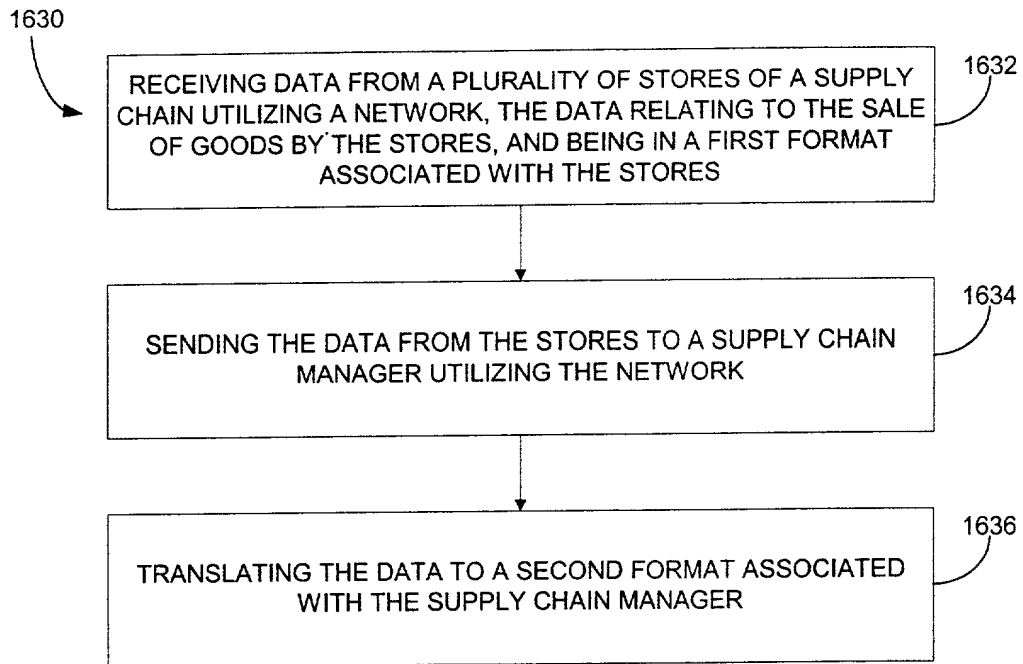 1630
RECEIVING DATA FROM A PLURALITY OF STORES OF A SUPPLY
CHAIN UTILIZING A NETWORK, THE DATA RELATING TO THE SALE
OF GOODS BY THE STORES, AND BEING IN A FIRST FORMAT
ASSOCIATED WITH THE STORES
1632
SENDING THE DATA FROM THE STORES TO A SUPPLY CHAIN
MANAGER UTILIZING THE NETWORK
1634
TRANSLATING THE DATA TO A SECOND FORMAT ASSOCIATED
WITH THE SUPPLY CHAIN MANAGER
1636